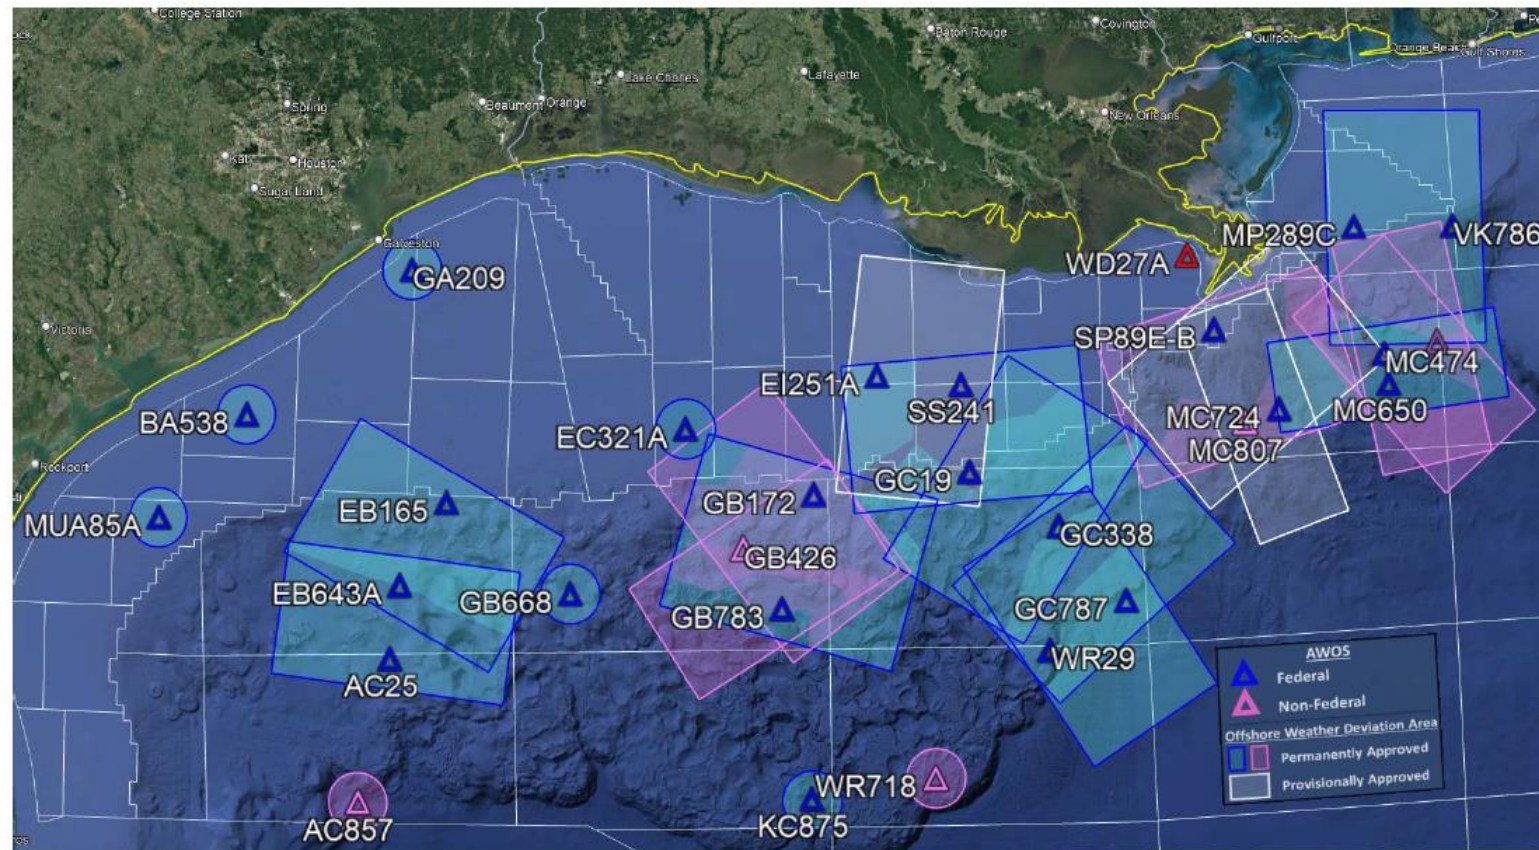 College Station
Covington
Baton Rouge
Gulfport
Orange Beach
Gulf Shores
Lafayette
Lake Charles
Spring
Beaumont
Orange
New Orleans
Katy
Houston
Sugar Land
MP289C
VK786
Galveston
WD27A
GA209
Victoria
SP89E-B
MC474
EI251A
SS241
MC650
BA538
EC321A
MC724
MC807
Rockport
GC19
GB172
EB165
MUA85A
GC338
GB426
EB643A
GB668
GC787
GB783
WR29
AC25
AWOS
Federal
Non-Federal
Offshore Weather Deviation Area
Permanently Approved
Provisionally Approved
WR718
KC875
AC857